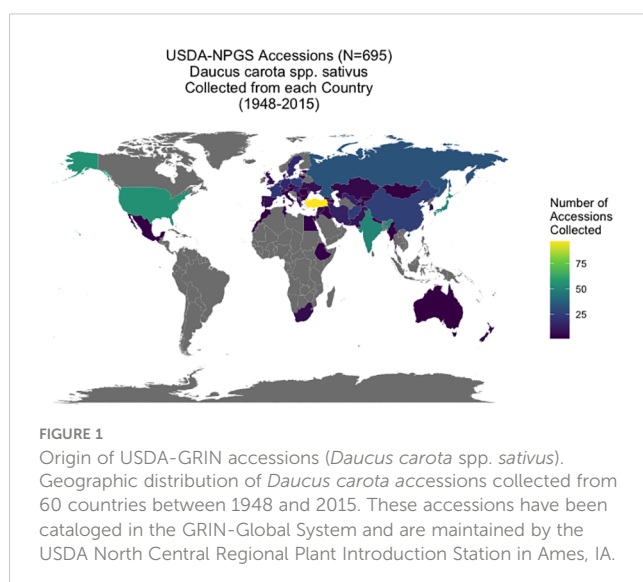 USDA-NPGS Accessions (N=695)
Daucus carota spp. sativus
Collected from each Country
(1948-2015)
Number of
Accessions
Collected
75
50
25
FIGURE 1
Origin of USDA-GRIN accessions (Daucus carota spp. sativus).
Geographic distribution of Daucus carota accessions collected from
60 countries between 1948 and 2015. These accessions have been
cataloged in the GRIN-Global System and are maintained by the
USDA North Central Regional Plant Introduction Station in Ames, IA.